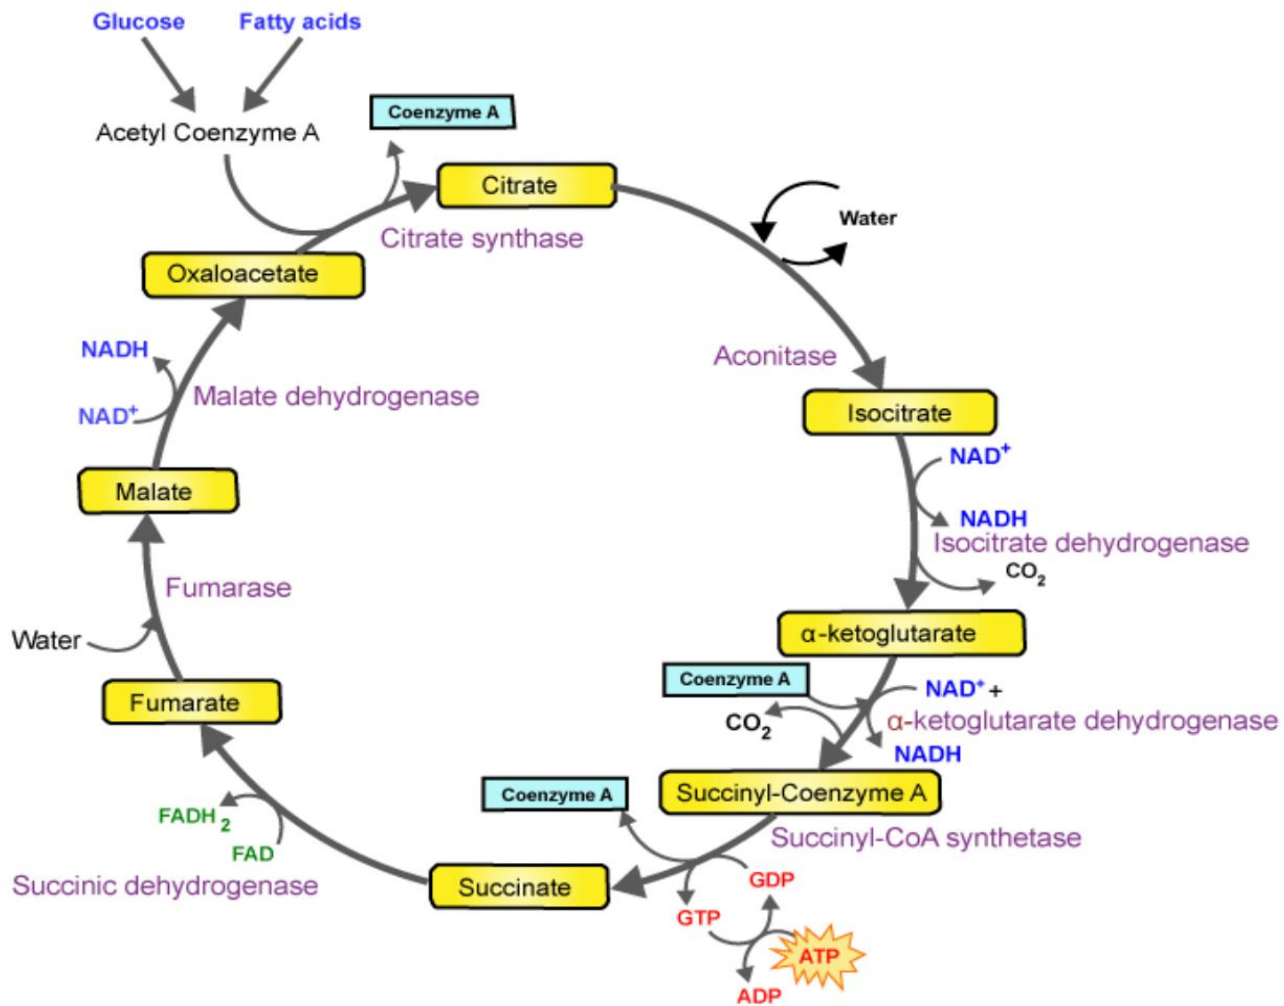 Glucose
Fatty acids
Acetyl Coenzyme A
Coenzyme A
Citrate
Water
Citrate synthase
Oxaloacetate
NADH
Aconitase
Malate dehydrogenase
NAD+
Isocitrate
NAD+
Malate
NADH
Isocitrate dehydrogenase
CO2
Fumarase
Water
α-ketoglutarate
Coenzyme A
NAD+ +
Fumarate
CO2
α-ketoglutarate dehydrogenase
NADH
Coenzyme A
Succinyl-Coenzyme A
FADH2
Succinyl-CoA synthetase
FAD
Succinic dehydrogenase
Succinate
GDP
GTP
ATP
ADP